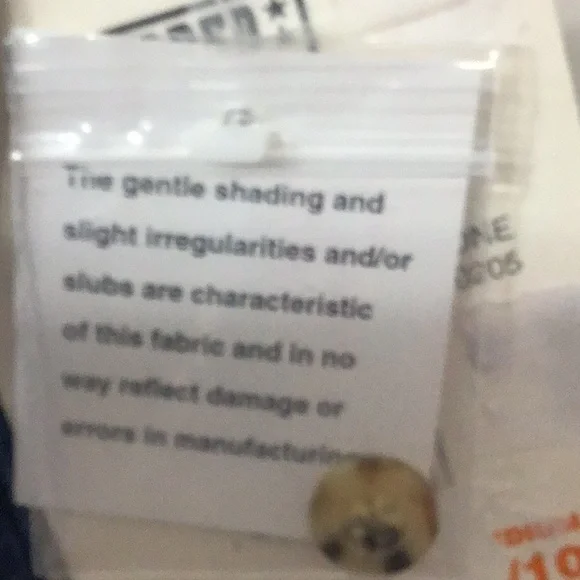 The gentle shading and
slight irregularities and/or
slubs are characteristic
of this fabric and in no
way reflect damage or
errors in manufacturin